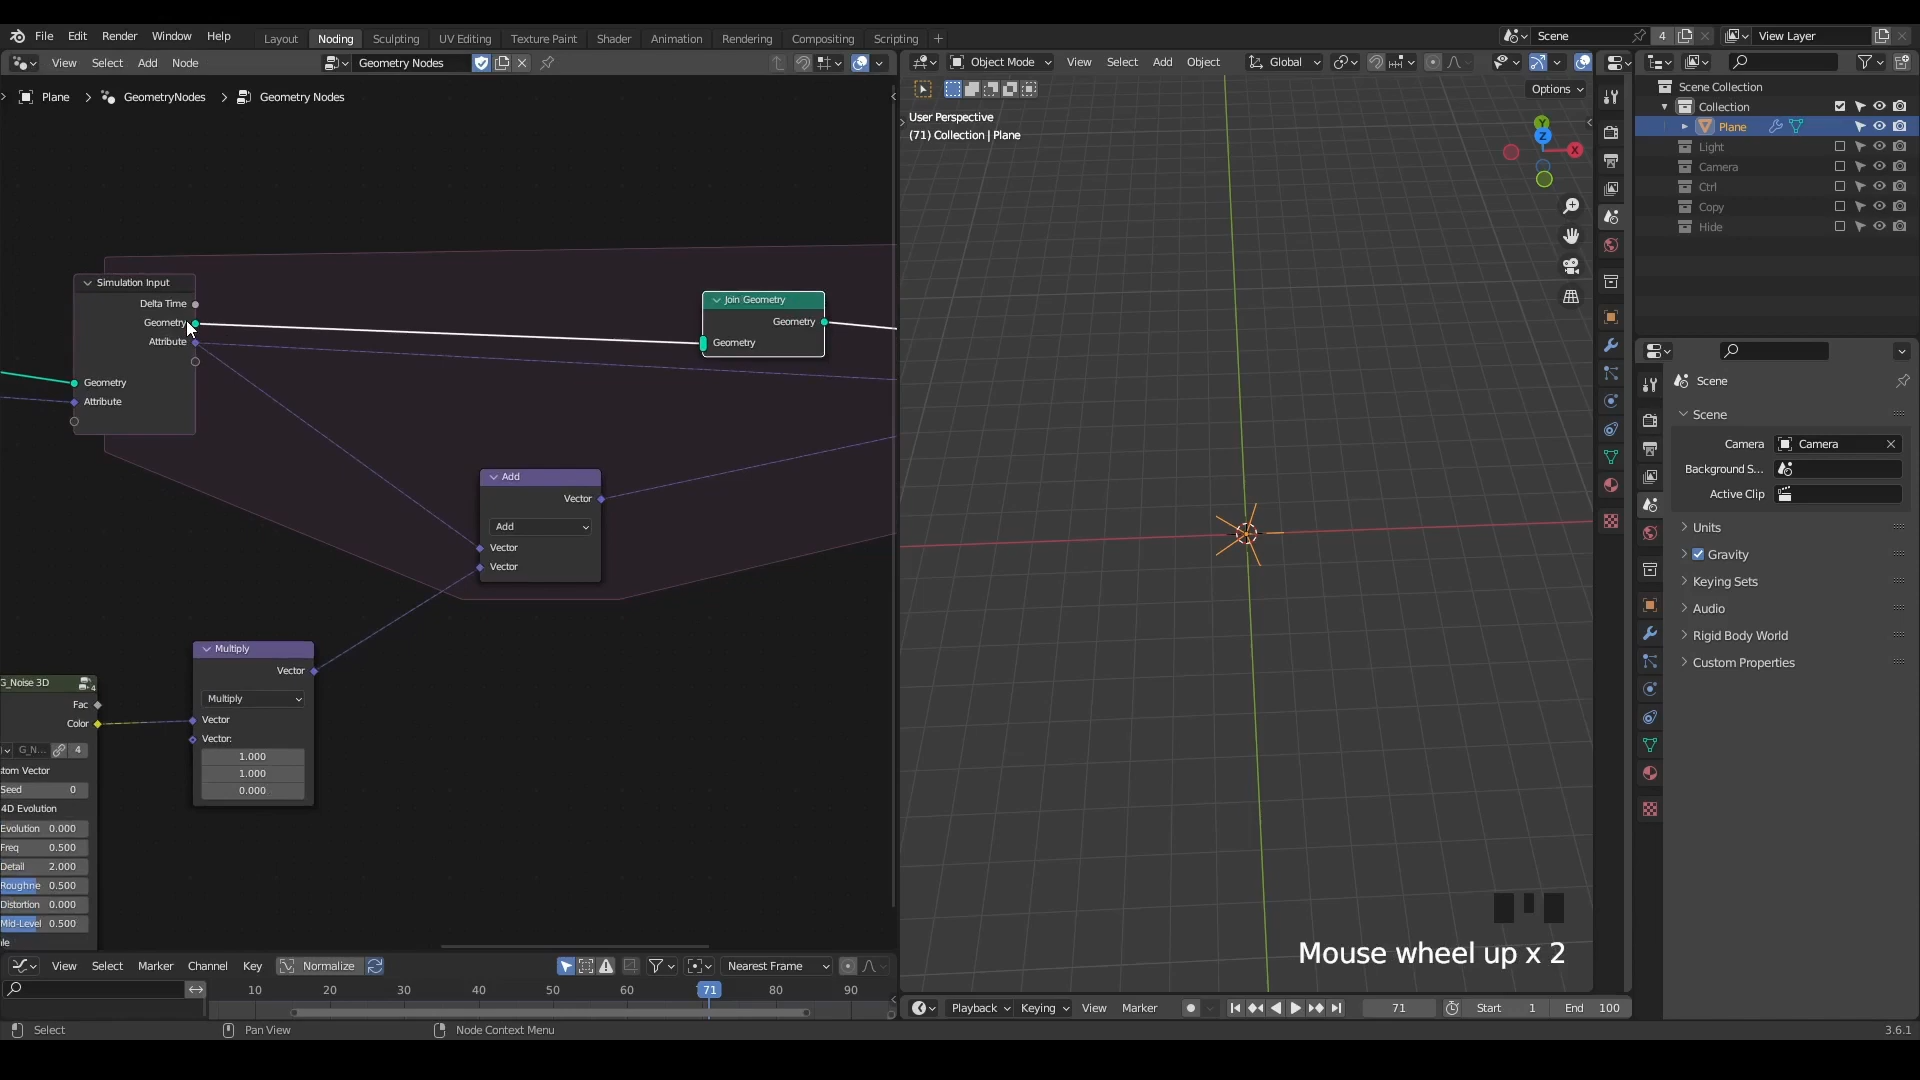 File Edit Render Window Help Layout Noding Sculpting UV Editing Texture Paint Shader Animation Rendering Compositing Scripting + Scene 4 View Layer
View Select Add Node Geometry Nodes
Object Mode View Select Add Object Global
Plane > GeometryNodes > Geometry Nodes
Options
User Perspective
(71) Collection | Plane
Y
Z
X
Scene Collection
Collection
Plane
Light
Camera
Ctrl
Copy
Hide
Simulation Input
Delta Time
Geometry
Attribute
Geometry
Attribute
Join Geometry
Geometry
Geometry
Add
Vector
Add
Vector
Vector
Multiply
Vector
Multiply
Vector
Vector:
1.000
1.000
0.000
G_Noise 3D
4
Fac
Color
G_N... 4
tom Vector
Seed 0
4D Evolution
Evolution 0.000
Freq 0.500
Detail 2.000
Roughne 0.500
Distortion 0.000
Mid-Level 0.500
Scene
Scene
Camera Camera
Background S...
Active Clip
Units
Gravity
Keying Sets
Audio
Rigid Body World
Custom Properties
Mouse wheel up x 2
View Select Marker Channel Key Normalize Nearest Frame
10 20 30 40 50 60 71 80 90
Playback Keying View Marker 71 Start 1 End 100
Select Pan View Node Context Menu 3.6.1